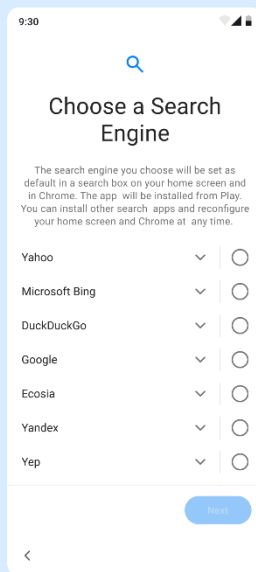 9:30
Choose a Search
Engine
The search engine you choose will be set as
default in a search box on your home screen and
in Chrome. The app will be installed from Play.
You can install other search apps and reconfigure
your home screen and Chrome at any time.
Yahoo
Microsoft Bing
DuckDuckGo
Google
Ecosia
Yandex
Yep
Next